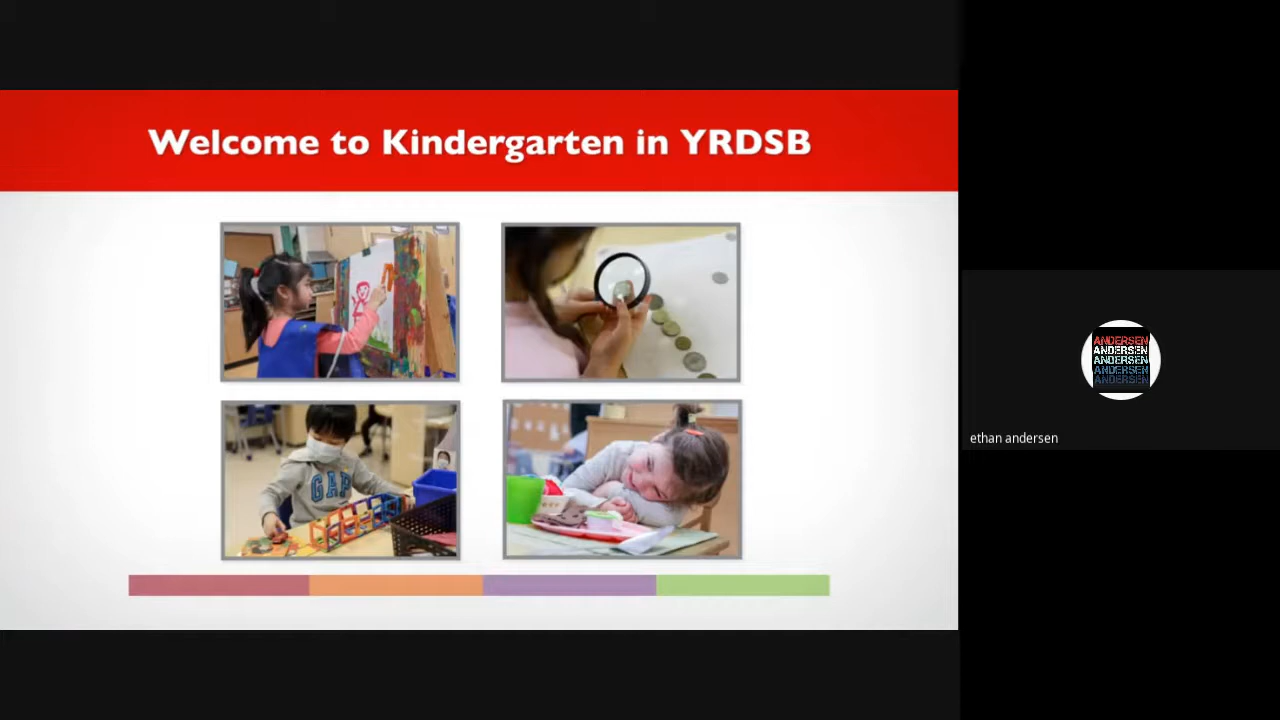 Welcome to Kindergarten in YRDSB
GAP
ANDERSEN
ANDERSEN
ANDERSEN
ANDERSEN
ANDERSEN
ethan andersen